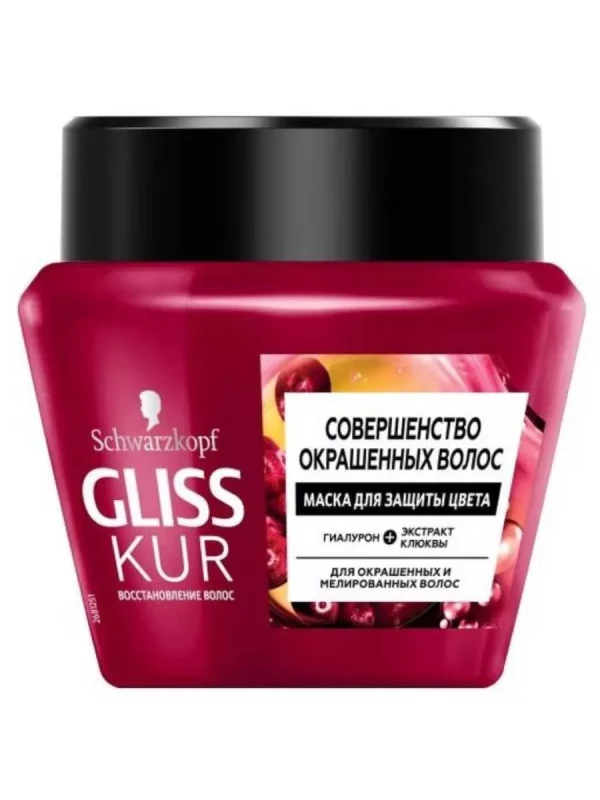 Schwarzkopf
GLISS
KUR
ВОССТАНОВЛЕНИЕ ВОЛОС
2681251
СОВЕРШЕНСТВО
ОКРАШЕННЫХ ВОЛОС
МАСКА ДЛЯ ЗАЩИТЫ ЦВЕТА
ГИАЛУРОН + ЭКСТРАКТ
КЛЮКВЫ
ДЛЯ ОКРАШЕННЫХ И
МЕЛИРОВАННЫХ ВОЛОС